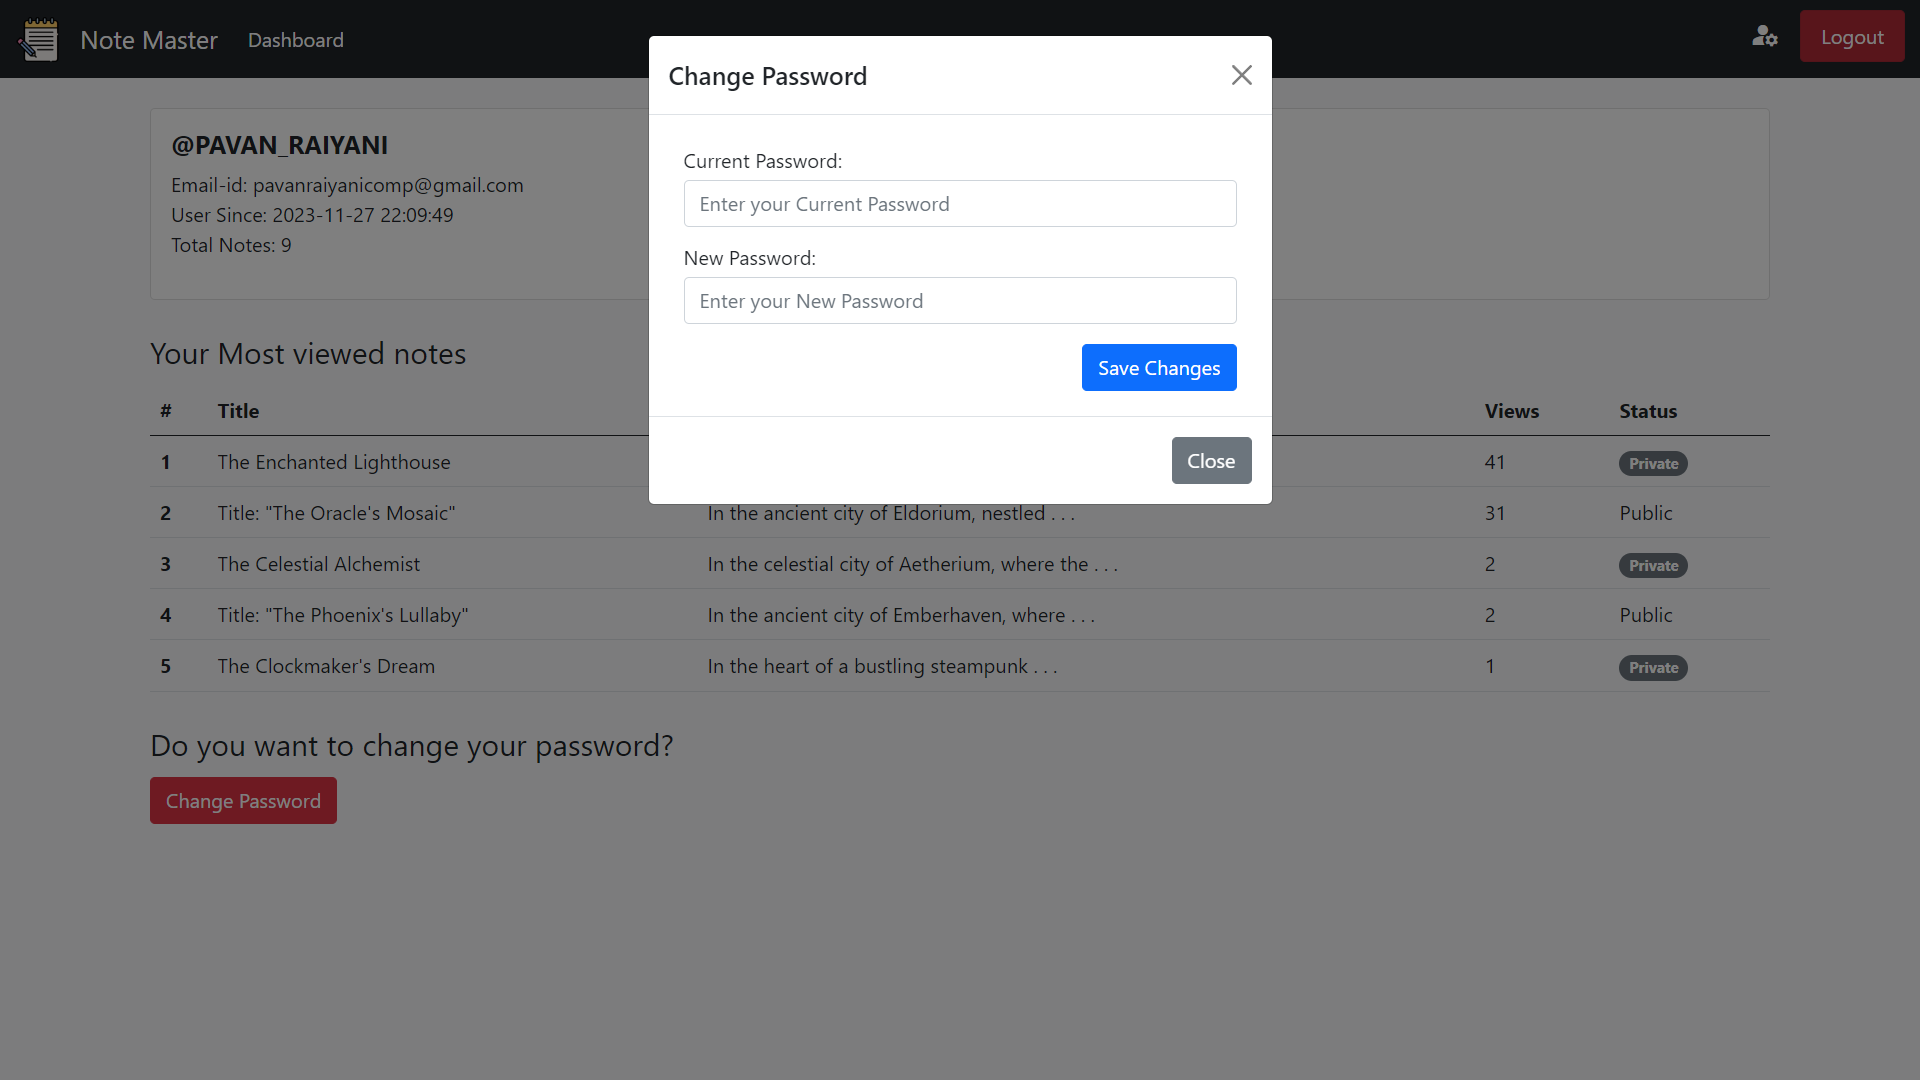 Note Master Dashboard Logout
Change Password
@PAVAN_RAIYANI
Email-id: pavanraiyanicomp@gmail.com
User Since: 2023-11-27 22:09:49
Total Notes: 9
Current Password:
Enter your Current Password
New Password:
Enter your New Password
Save Changes
Close
Your Most viewed notes
# Title Views Status
1 The Enchanted Lighthouse 41 Private
2 Title: "The Oracle's Mosaic" In the ancient city of Eldorium, nestled . . . 31 Public
3 The Celestial Alchemist In the celestial city of Aetherium, where the . . . 2 Private
4 Title: "The Phoenix's Lullaby" In the ancient city of Emberhaven, where . . . 2 Public
5 The Clockmaker's Dream In the heart of a bustling steampunk . . . 1 Private
Do you want to change your password?
Change Password